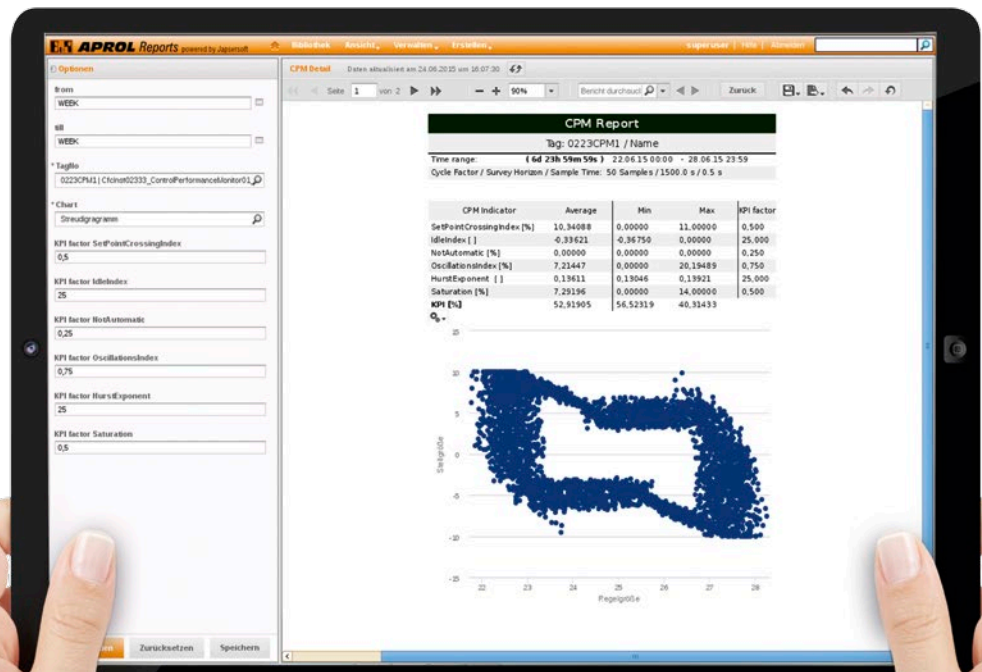 B&R APROL Reports powered by Jaspersoft
Bibliothek Ansicht Verwalten Erstellen superuser | Hilfe | Abmelden
Optionen
from
WEEK
till
WEEK
* TagNo
0223CPM1 | CfcInst02333_ControlPerformanceMonitor01
* Chart
Streudigragramm
KPI factor SetPointCrossingIndex
0,5
KPI factor IdleIndex
25
KPI factor NotAutomatic
0,25
KPI factor OscillationsIndex
0,75
KPI factor HurstExponent
25
KPI factor Saturation
0,5
Zurücksetzen Speichern
CPM Detail Daten aktualisiert am 24.06.2015 um 16:07:30
Seite 1 von 2 90% Bericht durchsucl Zurück
CPM Report
Tag: 0223CPM1 / Name
Time range: ( 6d 23h 59m 59s ) 22.06.15 00:00 - 28.06.15 23:59
Cycle Factor / Survey Horizon / Sample Time: 50 Samples / 1500.0 s / 0.5 s
CPM Indicator Average Min Max KPI factor
SetPointCrossingIndex [%] 10,34088 0,00000 11,00000 0,500
IdleIndex [ ] -0,33621 -0,36750 0,00000 25,000
NotAutomatic [%] 0,00000 0,00000 0,00000 0,250
OscillationsIndex [%] 7,21447 0,00000 20,19489 0,750
HurstExponent [ ] 0,13611 0,13046 0,13921 25,000
Saturation [%] 7,29196 0,00000 14,00000 0,500
KPI [%] 52,91905 56,52319 40,31433
15
10
5
0
-5
-10
-15
Stellgröße
22 23 24 25 26 27 28
Regelgröße